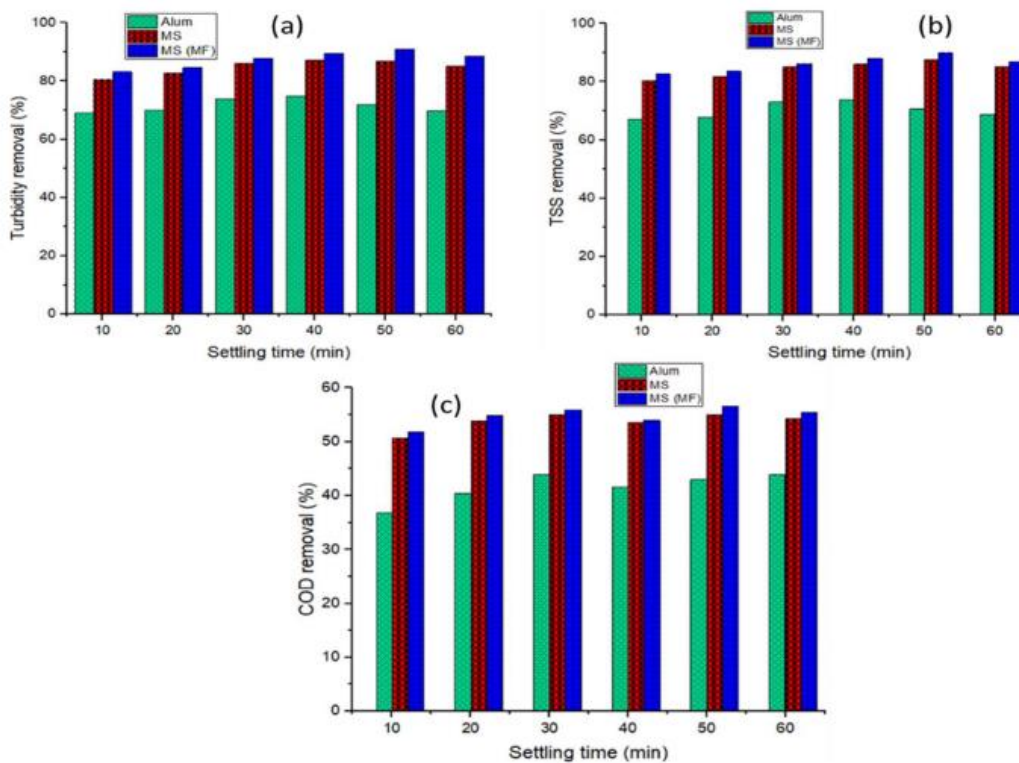 (a)
Alum
MS
MS (MF)
Turbidity removal (%)
100
80
60
40
20
0
10 20 30 40 50 60
Settling time (min)
(b)
Alum
MS
MS (MF)
TSS removal (%)
100
80
60
40
20
0
10 20 30 40 50 60
Settling time (min)
(c)
Alum
MS
MS (MF)
COD removal (%)
60
50
40
30
20
10
0
10 20 30 40 50 60
Settling time (min)